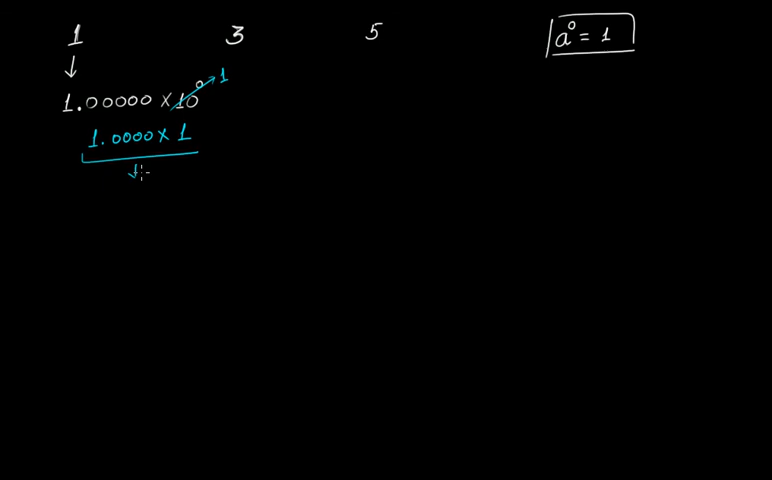 1 3 5 a⁰ = 1
↓
1.00000 × 10⁰ → 1
1.0000 × 1
↓